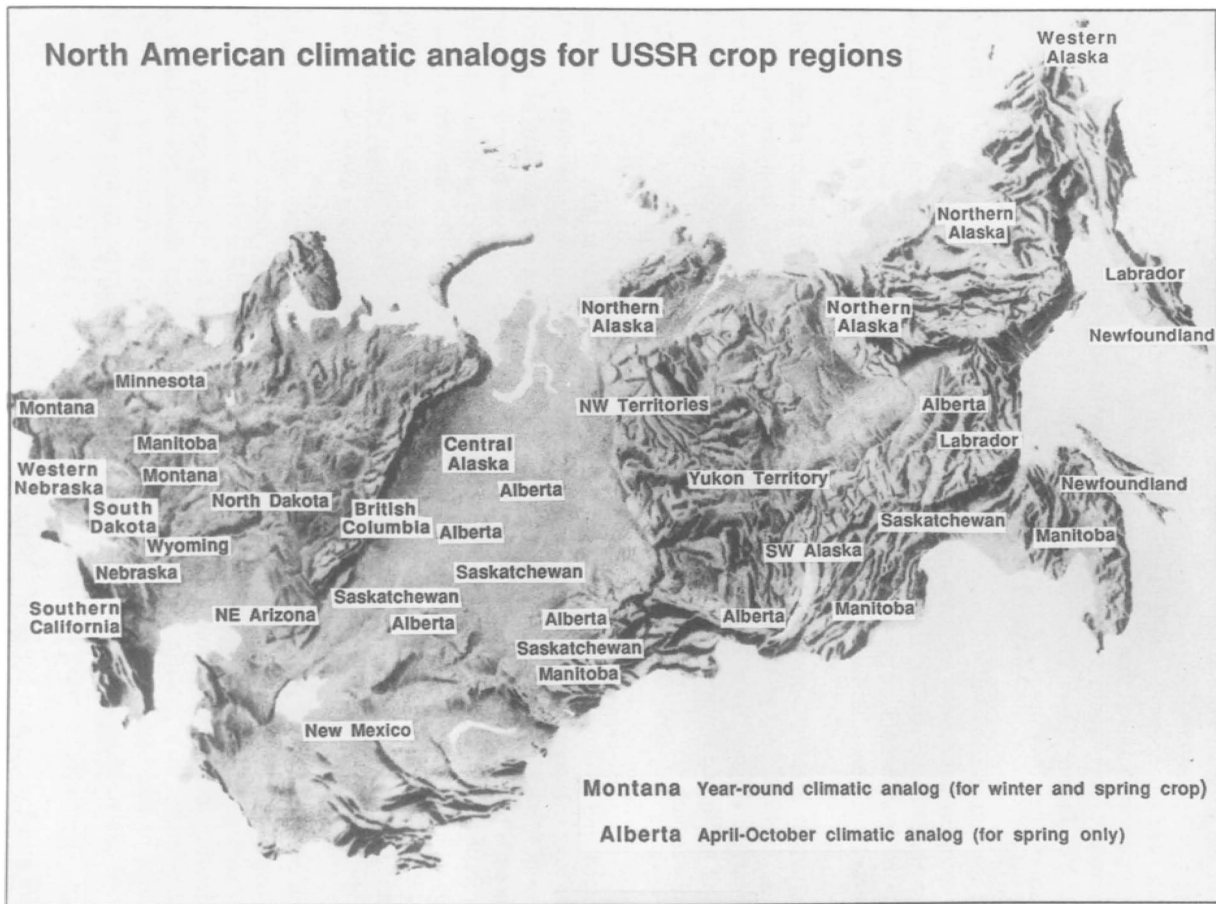 North American climatic analogs for USSR crop regions
Western
Alaska
Northern
Alaska
Labrador
Northern
Alaska
Northern
Alaska
Newfoundland
Minnesota
Montana
NW Territories
Alberta
Manitoba
Central
Alaska
Labrador
Western
Nebraska
Montana
Yukon Territory
Newfoundland
Alberta
North Dakota
South
Dakota
British
Columbia
Saskatchewan
Alberta
Manitoba
Wyoming
SW Alaska
Nebraska
Saskatchewan
Saskatchewan
Southern
California
NE Arizona
Alberta
Alberta
Alberta
Manitoba
Saskatchewan
Manitoba
New Mexico
Montana Year-round climatic analog (for winter and spring crop)
Alberta April-October climatic analog (for spring only)